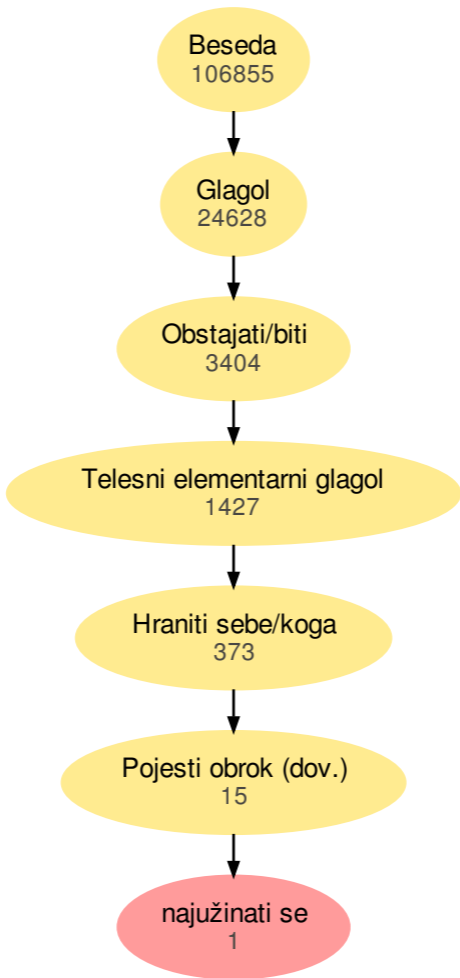 Beseda
106855
Glagol
24628
Obstajati/biti
3404
Telesni elementarni glagol
1427
Hraniti sebe/koga
373
Pojesti obrok (dov.)
15
najužinati se
1